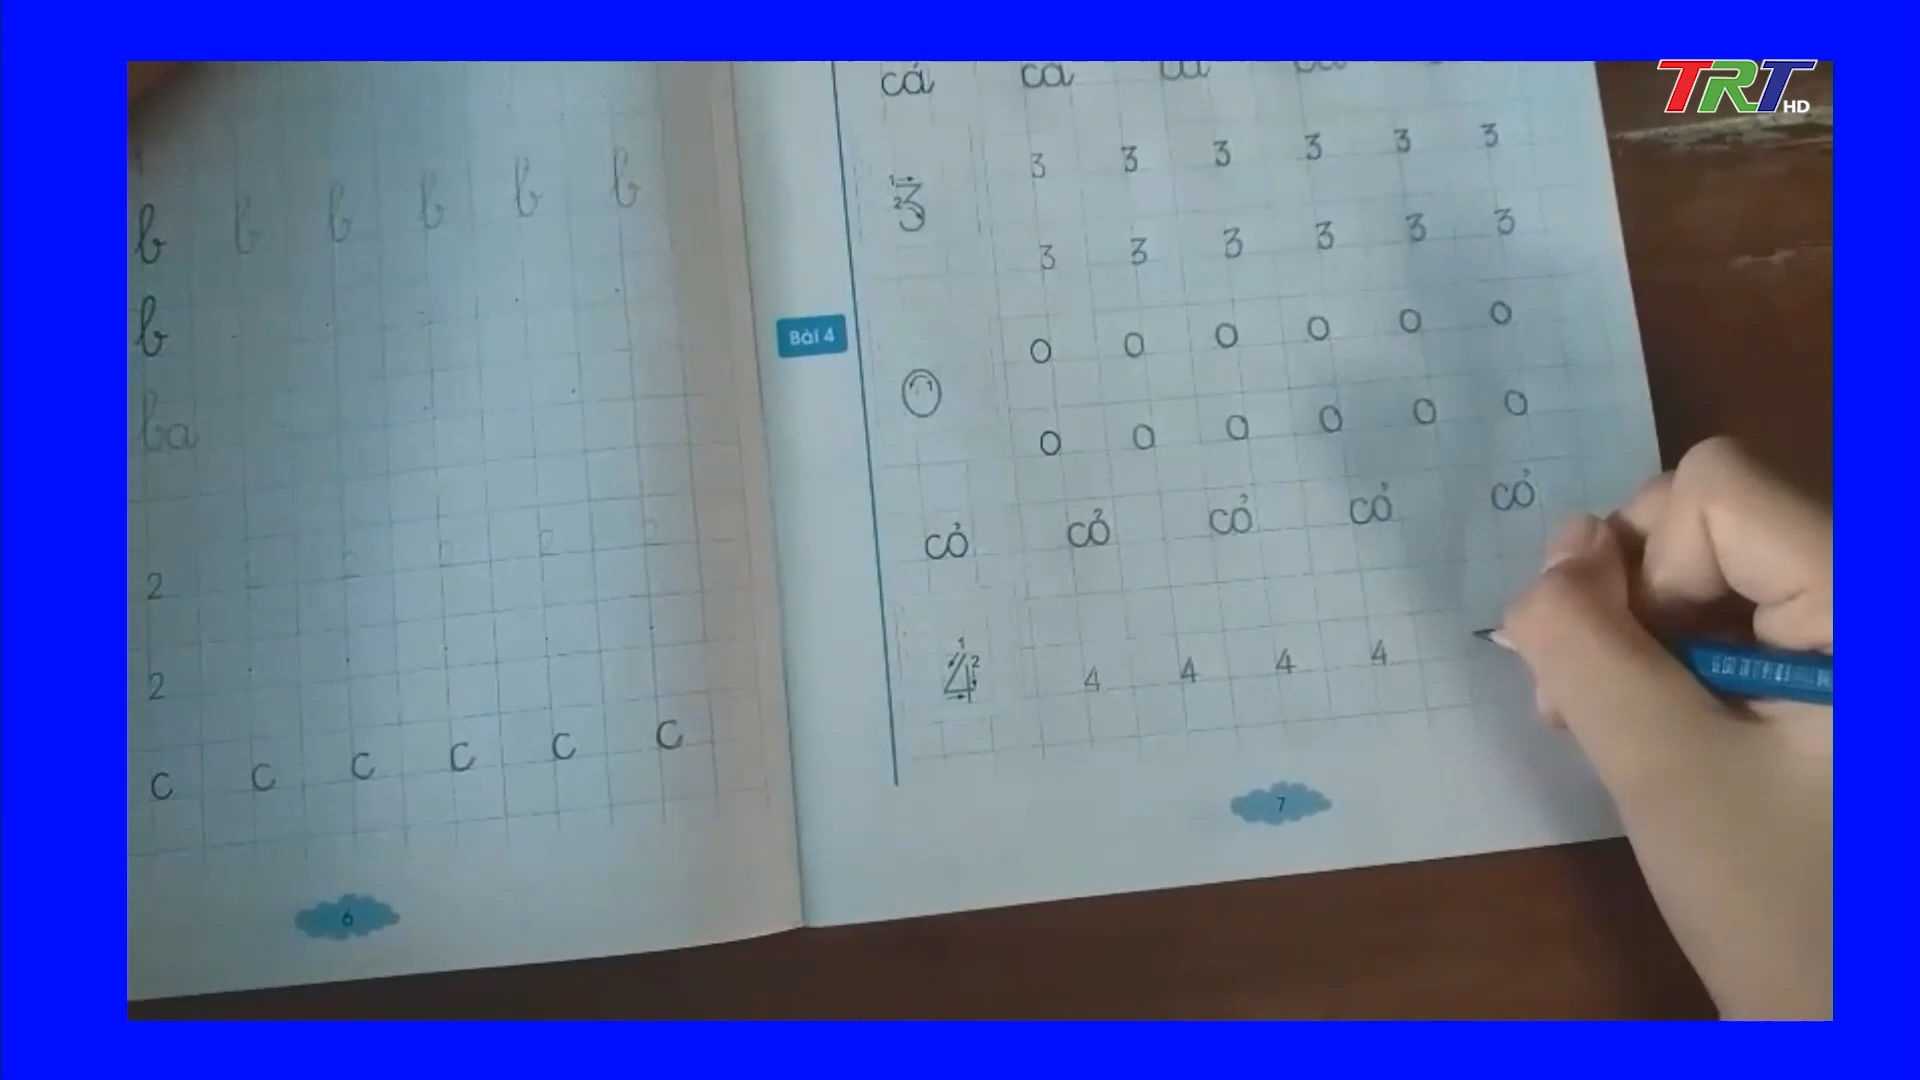 TRT HD
b b b b b b
b
ba
2
2
c c c c c c
6
cá ca
3 3 3 3 3 3 3
3 3 3 3 3 3
Bài 4
o o o o o o o
o o o o o o
cỏ cỏ cỏ cỏ cỏ
4 4 4 4 4
7